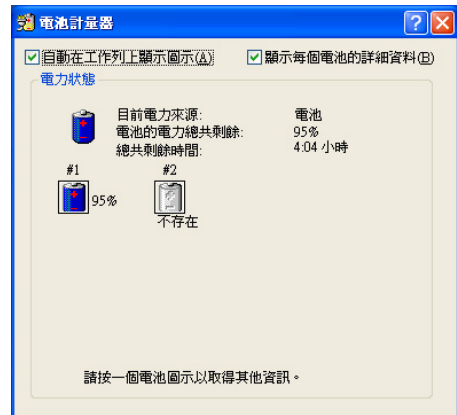 電池計量器
自動在工作列上顯示圖示(A)
顯示每個電池的詳細資料(B)
電力狀態
目前電力來源: 電池
電池的電力總共剩餘: 95%
總共剩餘時間: 4:04 小時
#1 #2
95%
不存在
請按一個電池圖示以取得其他資訊。